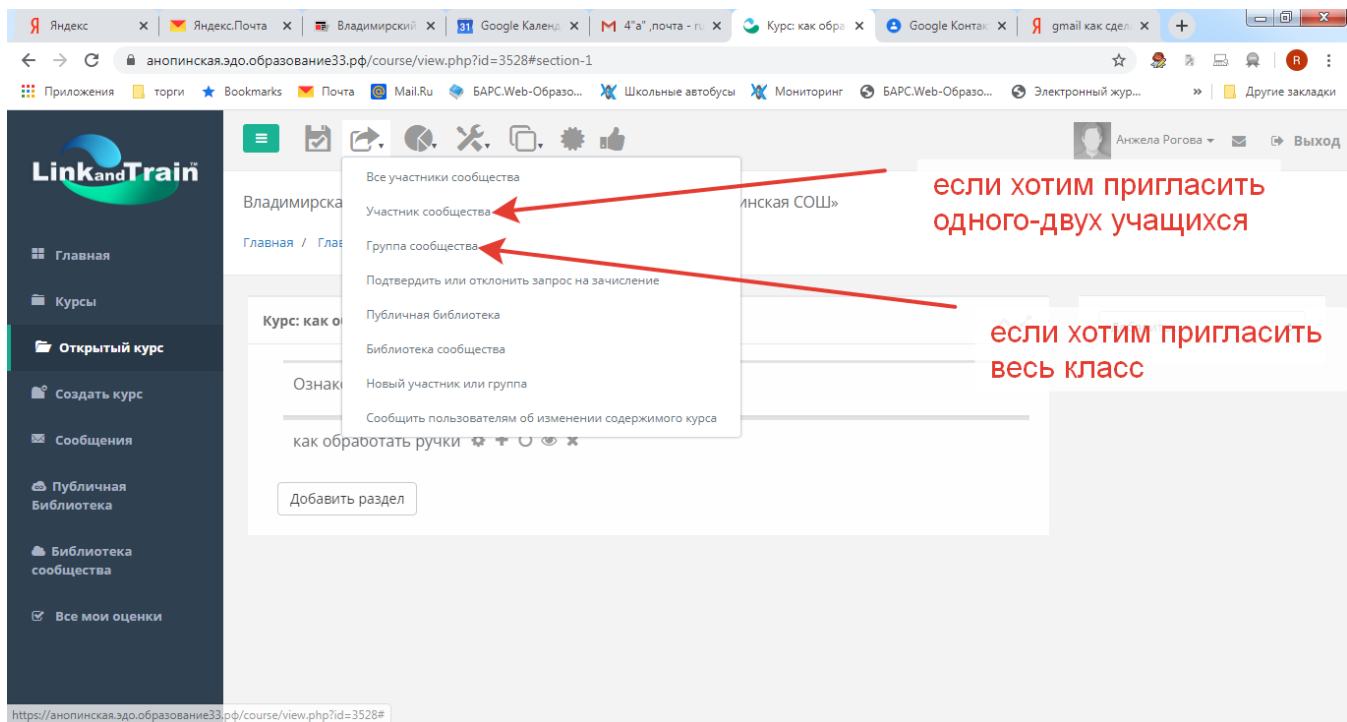 Яндекс
Яндекс.Почта
Владимирский
31 Google Календ
4"а",почта - ru
Курс: как обра
Google Контак
gmail как сдел
анопинская.эдо.образование33.рф/course/view.php?id=3528#section-1
R
Приложения
торги
Bookmarks
Почта
Mail.Ru
БАРС.Web-Образо...
Школьные автобусы
Мониторинг
БАРС.Web-Образо...
Электронный жур...
»
Другие закладки
LinkandTrain™
Анжела Рогова
Выход
Все участники сообщества
Владимирска
Участник сообщества
инская СОШ»
если хотим пригласить
одного-двух учащихся
Главная / Глав
Группа сообщества
Подтвердить или отклонить запрос на зачисление
Курс: как о
Публичная библиотека
если хотим пригласить
весь класс
Библиотека сообщества
Ознако
Новый участник или группа
Сообщить пользователям об изменении содержимого курса
как обработать ручки
Добавить раздел
Главная
Курсы
Открытый курс
Создать курс
Сообщения
Публичная
Библиотека
Библиотека
сообщества
Все мои оценки
https://анопинская.эдо.образование33.рф/course/view.php?id=3528#